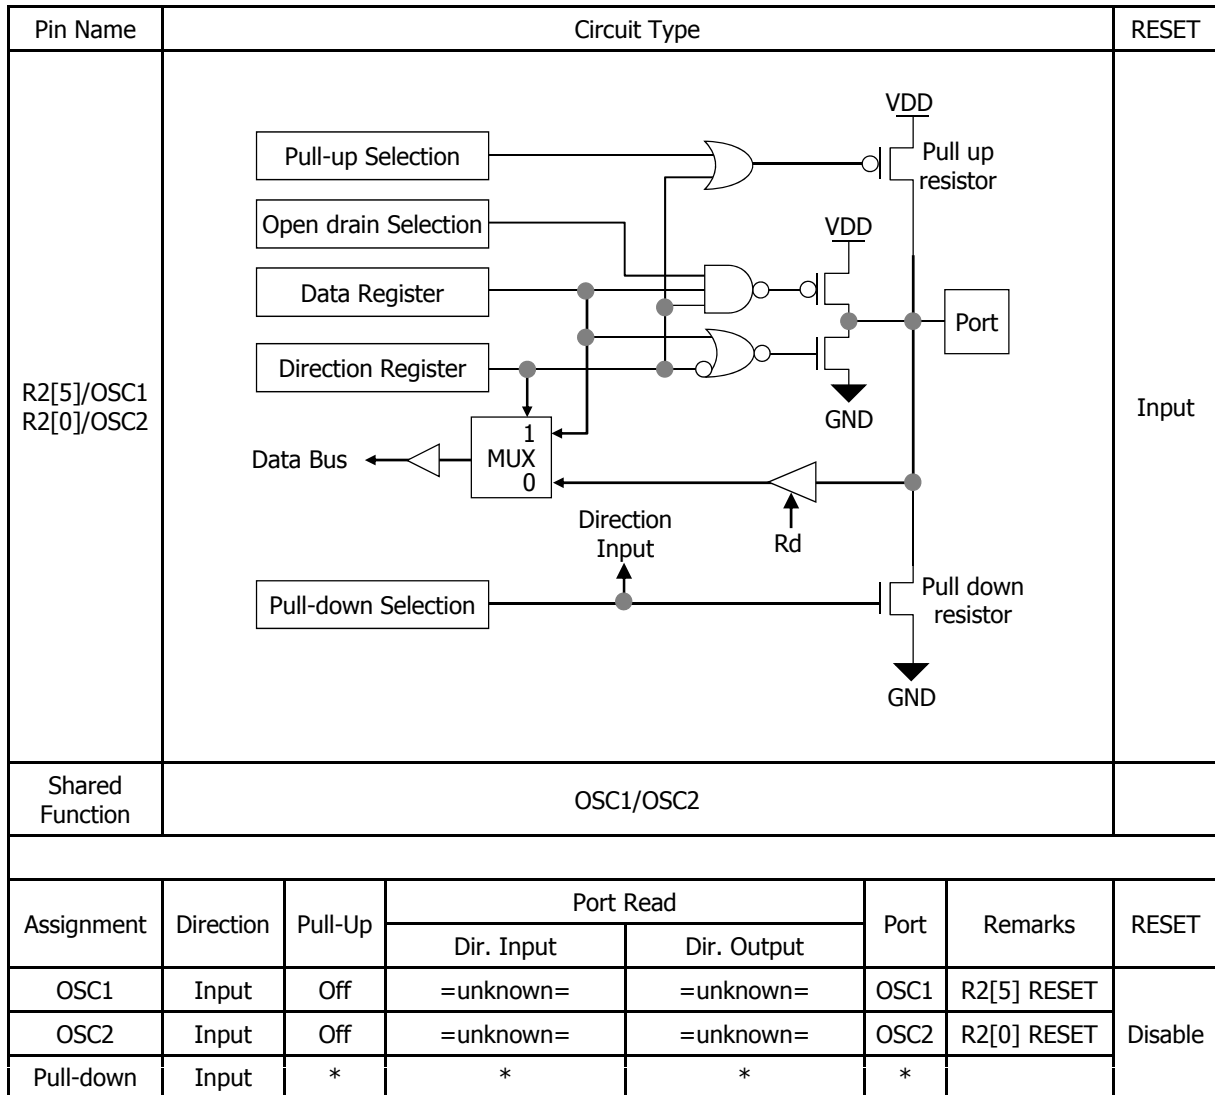 Pin Name Circuit Type RESET
VDD
Pull-up Selection
Pull up
resistor
Open drain Selection
VDD
Data Register
Port
Direction Register
R2[5]/OSC1
R2[0]/OSC2
Input
GND
1
MUX
0
Data Bus
Direction
Input
Rd
Pull-down Selection
Pull down
resistor
GND
Shared
Function
OSC1/OSC2
Assignment Direction Pull-Up Port Read Port Remarks RESET
Dir. Input Dir. Output
OSC1 Input Off =unknown= =unknown= OSC1 R2[5] RESET
OSC2 Input Off =unknown= =unknown= OSC2 R2[0] RESET Disable
Pull-down Input * * * *